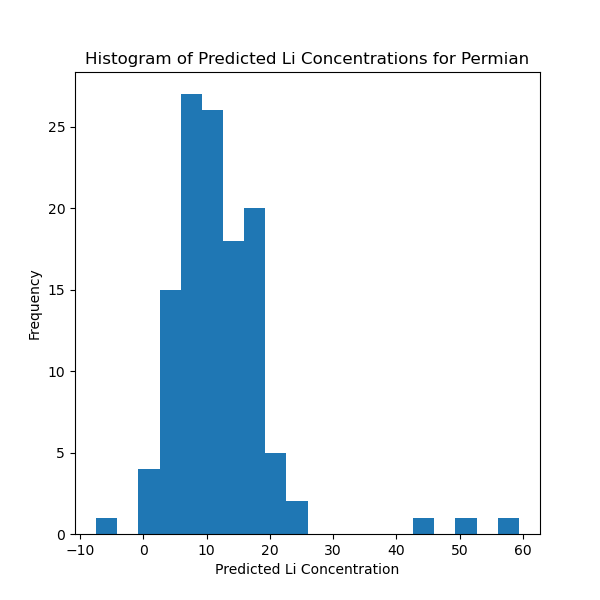 Histogram of Predicted Li Concentrations for Permian
25
20
15
10
5
0
Frequency
−10 0 10 20 30 40 50 60
Predicted Li Concentration